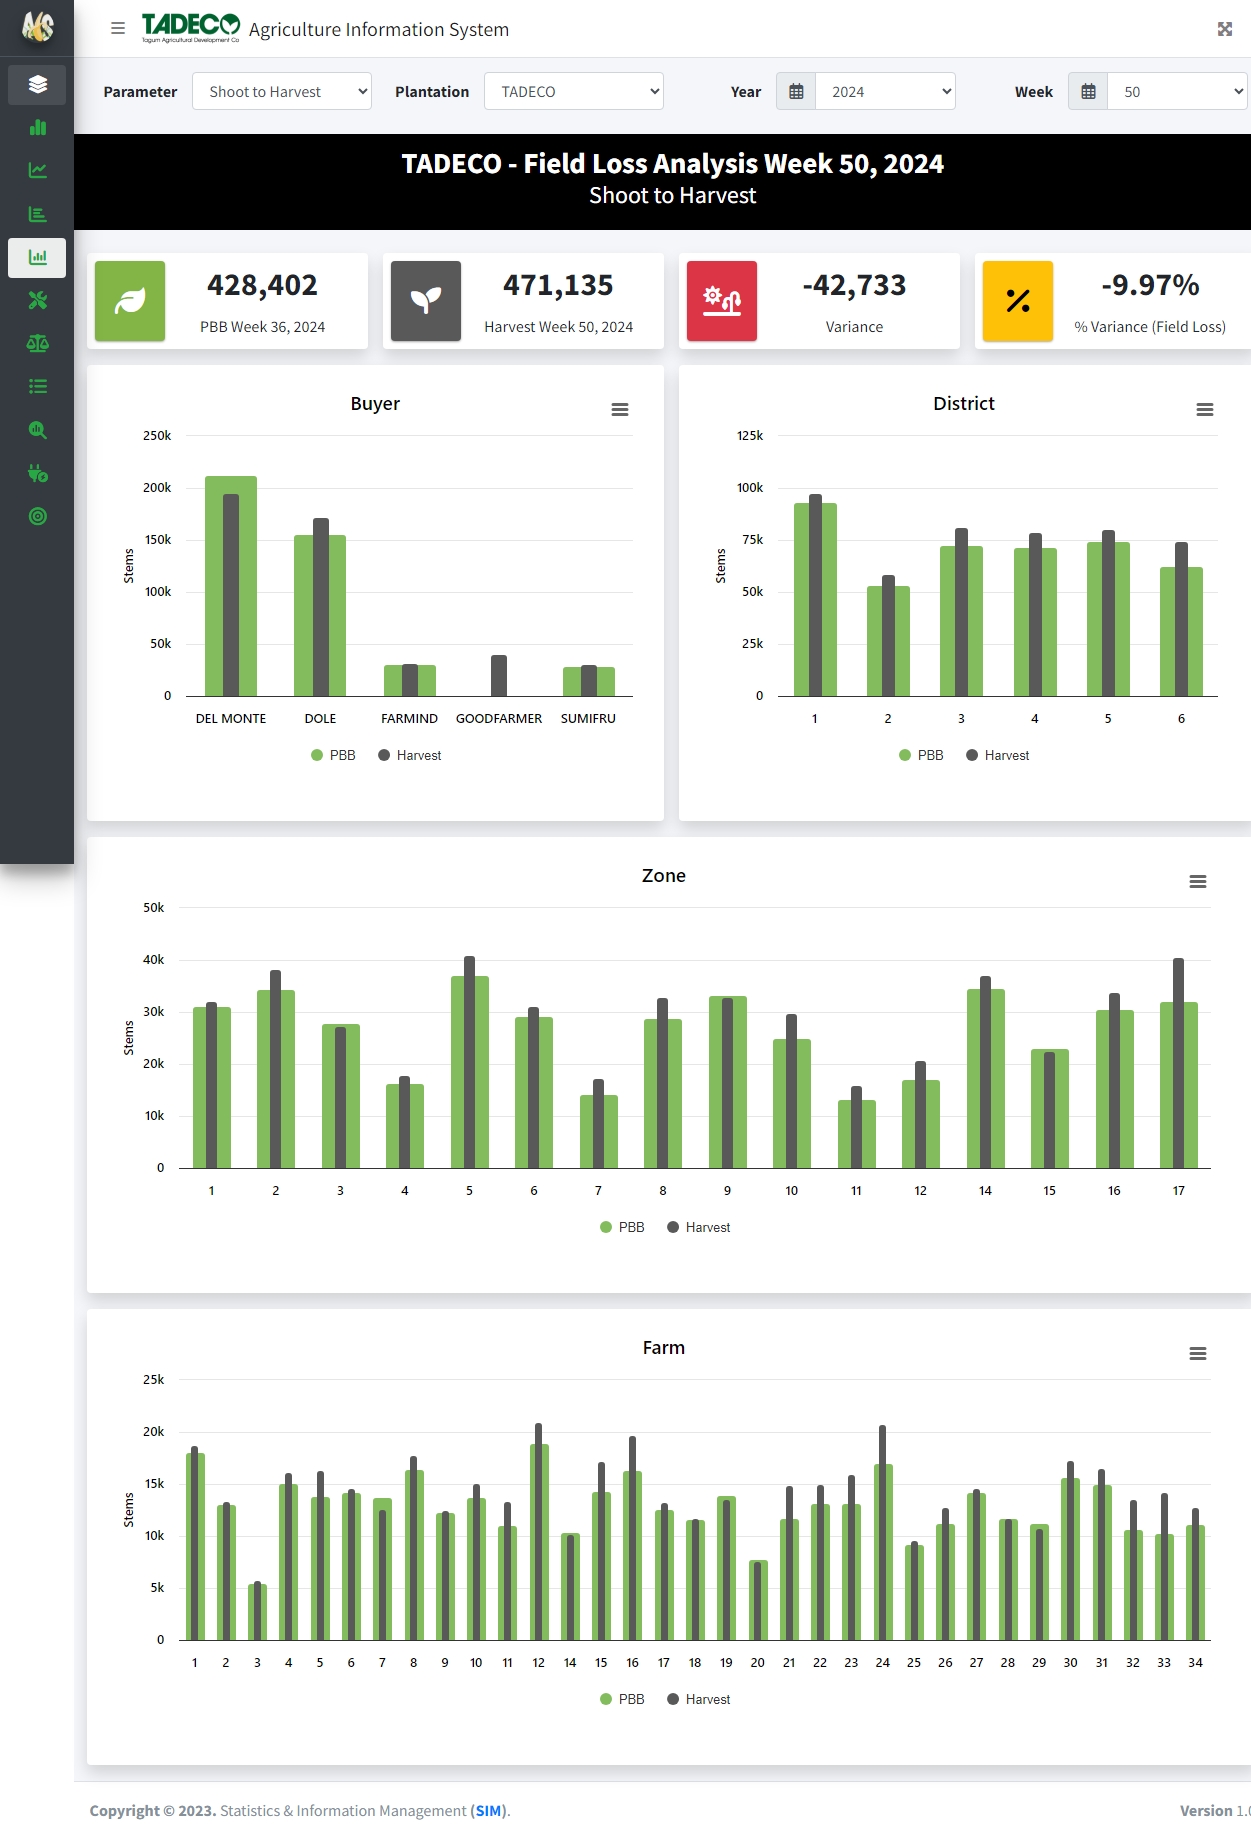 AIS
TADECO
Tagum Agricultural Development Co
Agriculture Information System
Parameter Shoot to Harvest Plantation TADECO Year 2024 Week 50
TADECO - Field Loss Analysis Week 50, 2024
Shoot to Harvest
428,402
PBB Week 36, 2024
471,135
Harvest Week 50, 2024
-42,733
Variance
-9.97%
% Variance (Field Loss)
Buyer
Stems
250k
200k
150k
100k
50k
0
DEL MONTE DOLE FARMIND GOODFARMER SUMIFRU
PBB Harvest
District
Stems
125k
100k
75k
50k
25k
0
1 2 3 4 5 6
PBB Harvest
Zone
Stems
50k
40k
30k
20k
10k
0
1 2 3 4 5 6 7 8 9 10 11 12 14 15 16 17
PBB Harvest
Farm
Stems
25k
20k
15k
10k
5k
0
1 2 3 4 5 6 7 8 9 10 11 12 14 15 16 17 18 19 20 21 22 23 24 25 26 27 28 29 30 31 32 33 34
PBB Harvest
Copyright © 2023. Statistics & Information Management (SIM).
Version 1.0